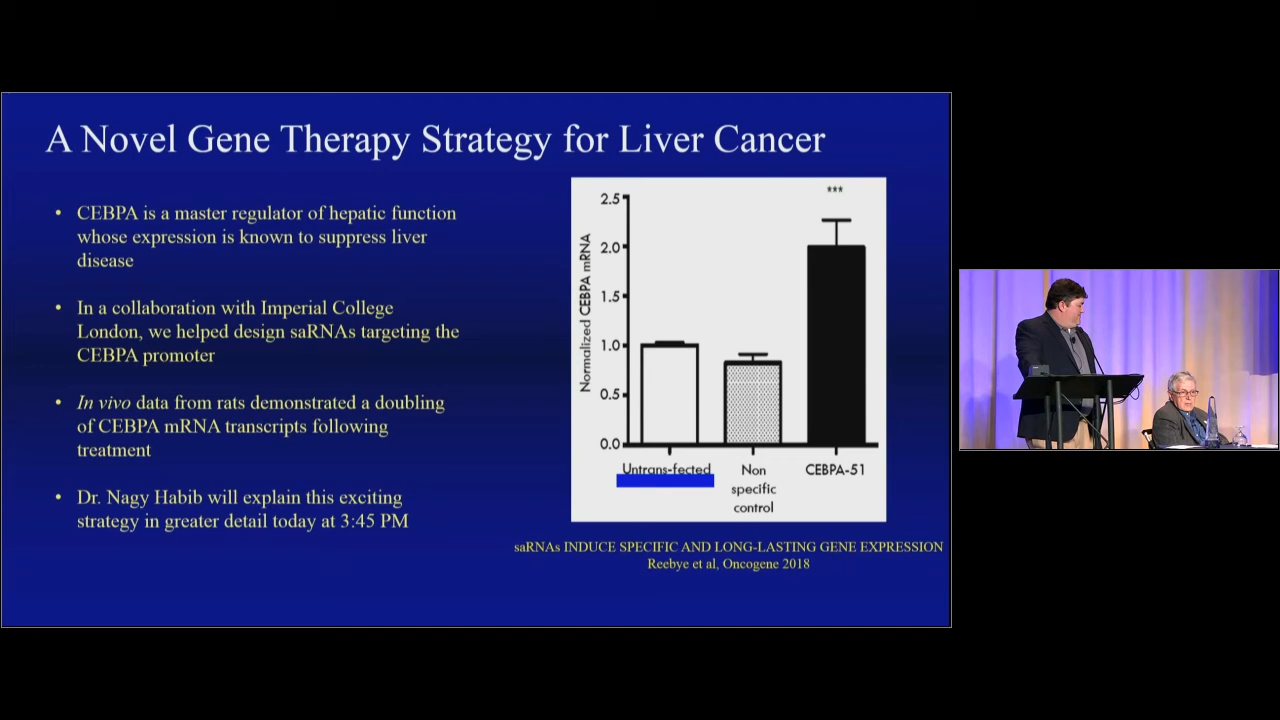 A Novel Gene Therapy Strategy for Liver Cancer
• CEBPA is a master regulator of hepatic function
whose expression is known to suppress liver
disease
• In a collaboration with Imperial College
London, we helped design saRNAs targeting the
CEBPA promoter
• In vivo data from rats demonstrated a doubling
of CEBPA mRNA transcripts following
treatment
• Dr. Nagy Habib will explain this exciting
strategy in greater detail today at 3:45 PM
***
Normalized CEBPA mRNA
2.5
2.0
1.5
1.0
0.5
0.0
Untrans-fected
Non
specific
control
CEBPA-51
saRNAs INDUCE SPECIFIC AND LONG-LASTING GENE EXPRESSION
Reebye et al, Oncogene 2018